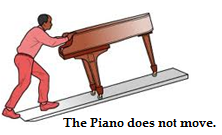 The Piano does not move.